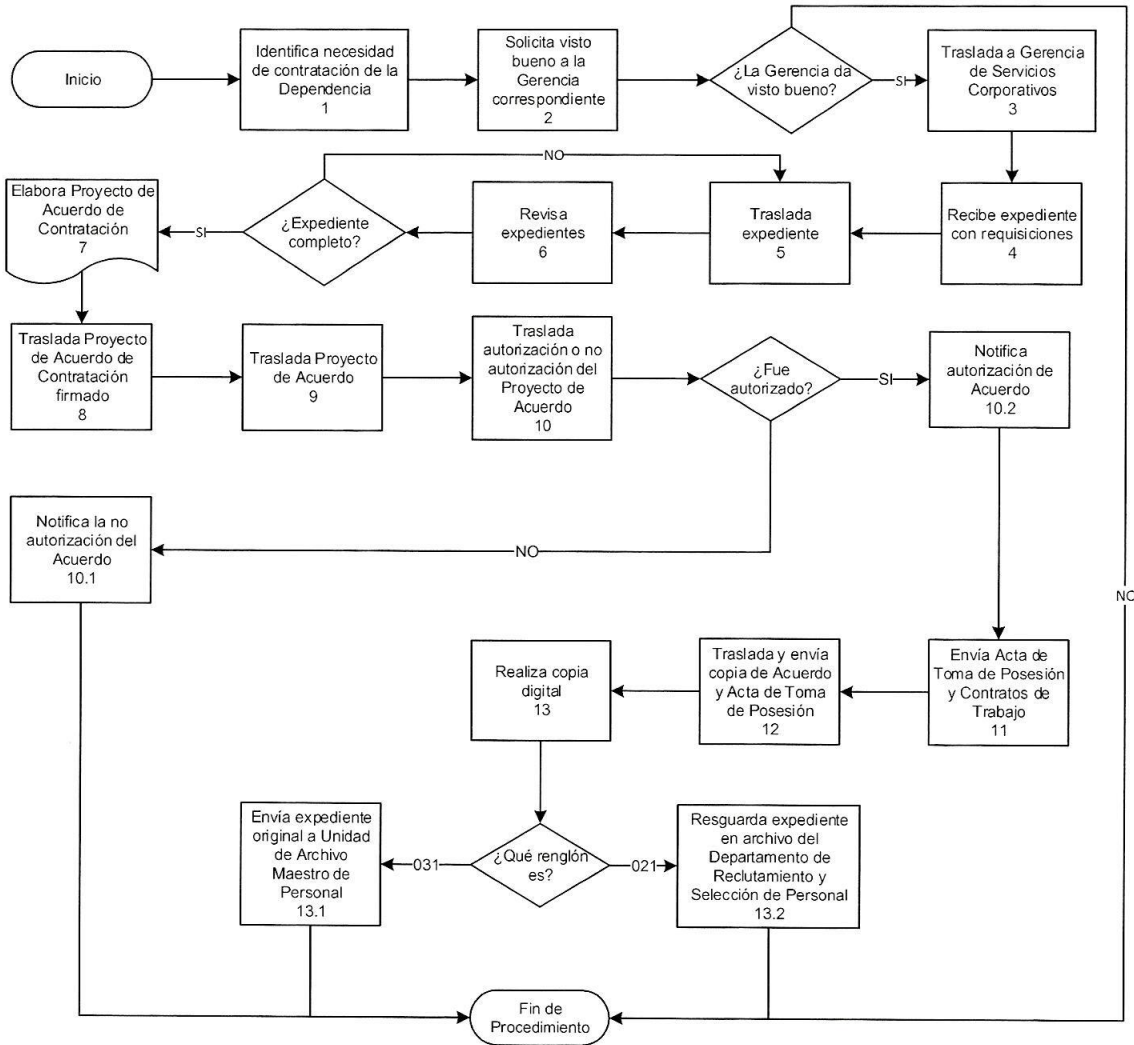 Inicio
Identifica necesidad
de contratación de la
Dependencia
1
Solicita visto
bueno a la
Gerencia
correspondiente
2
¿La Gerencia da
visto bueno?
SI
Traslada a Gerencia
de Servicios
Corporativos
3
NO
Elabora Proyecto de
Acuerdo de
Contratación
7
SI
¿Expediente
completo?
Revisa
expedientes
6
Traslada
expediente
5
Recibe expediente
con requisiciones
4
Traslada Proyecto
de Acuerdo de
Contratación
firmado
8
Traslada Proyecto
de Acuerdo
9
Traslada
autorización o no
autorización del
Proyecto de
Acuerdo
10
¿Fue
autorizado?
SI
Notifica
autorización de
Acuerdo
10.2
Notifica la no
autorización del
Acuerdo
10.1
NO
NO
Realiza copia
digital
13
Traslada y envía
copia de Acuerdo
y Acta de Toma
de Posesión
12
Envía Acta de
Toma de Posesión
y Contratos de
Trabajo
11
Envía expediente
original a Unidad
de Archivo
Maestro de
Personal
13.1
031
¿Qué renglón
es?
021
Resguarda expediente
en archivo del
Departamento de
Reclutamiento y
Selección de Personal
13.2
Fin de
Procedimiento